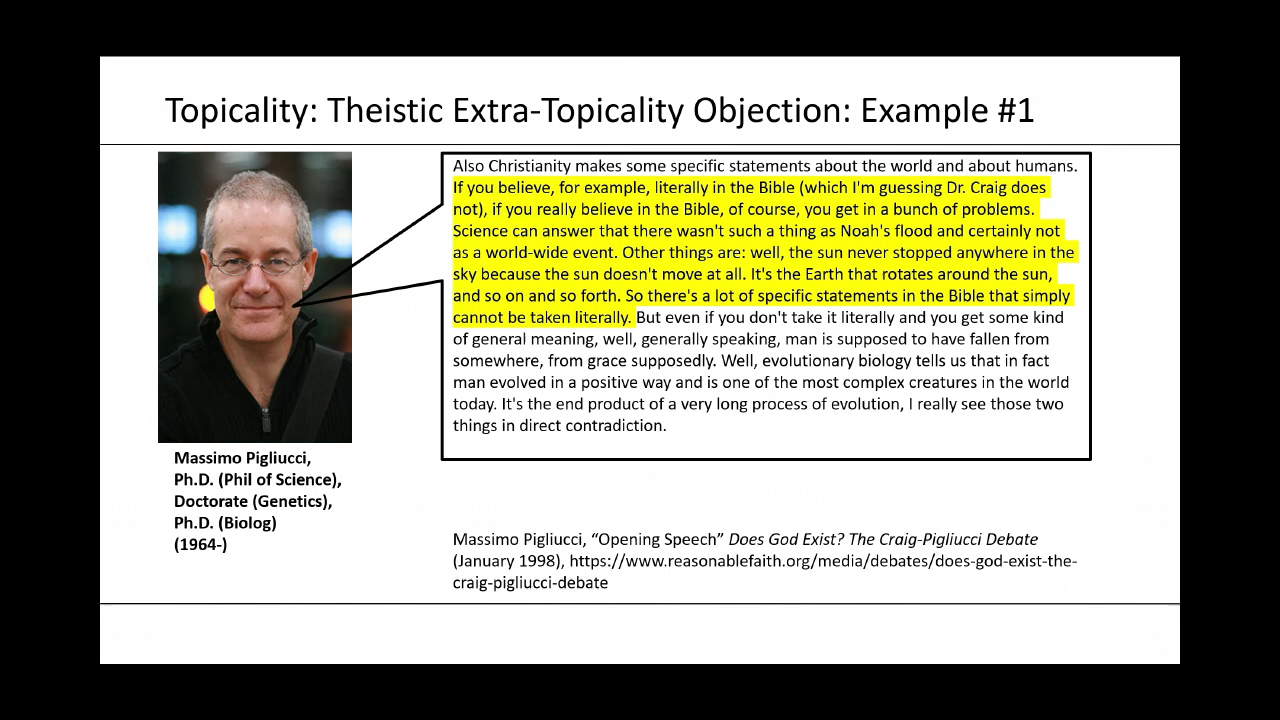 Topicality: Theistic Extra-Topicality Objection: Example #1
Also Christianity makes some specific statements about the world and about humans.
If you believe, for example, literally in the Bible (which I'm guessing Dr. Craig does
not), if you really believe in the Bible, of course, you get in a bunch of problems.
Science can answer that there wasn't such a thing as Noah's flood and certainly not
as a world-wide event. Other things are: well, the sun never stopped anywhere in the
sky because the sun doesn't move at all. It's the Earth that rotates around the sun,
and so on and so forth. So there's a lot of specific statements in the Bible that simply
cannot be taken literally. But even if you don't take it literally and you get some kind
of general meaning, well, generally speaking, man is supposed to have fallen from
somewhere, from grace supposedly. Well, evolutionary biology tells us that in fact
man evolved in a positive way and is one of the most complex creatures in the world
today. It's the end product of a very long process of evolution, I really see those two
things in direct contradiction.
Massimo Pigliucci,
Ph.D. (Phil of Science),
Doctorate (Genetics),
Ph.D. (Biolog)
(1964-)
Massimo Pigliucci, “Opening Speech” Does God Exist? The Craig-Pigliucci Debate
(January 1998), https://www.reasonablefaith.org/media/debates/does-god-exist-the-
craig-pigliucci-debate